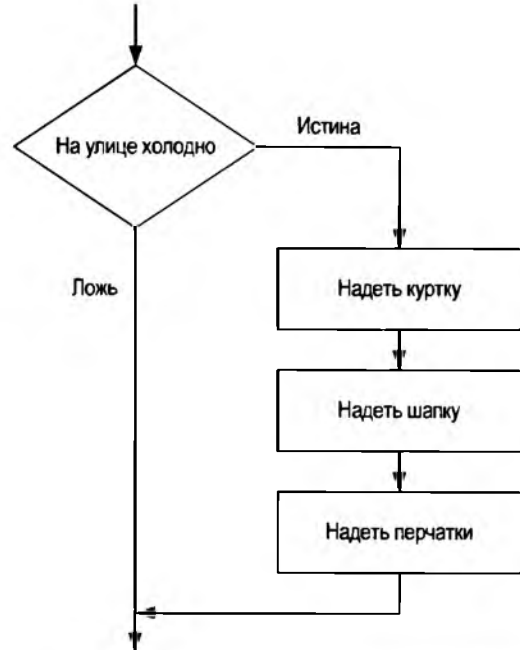 На улице холодно
Истина
Ложь
Надеть куртку
Надеть шапку
Надеть перчатки